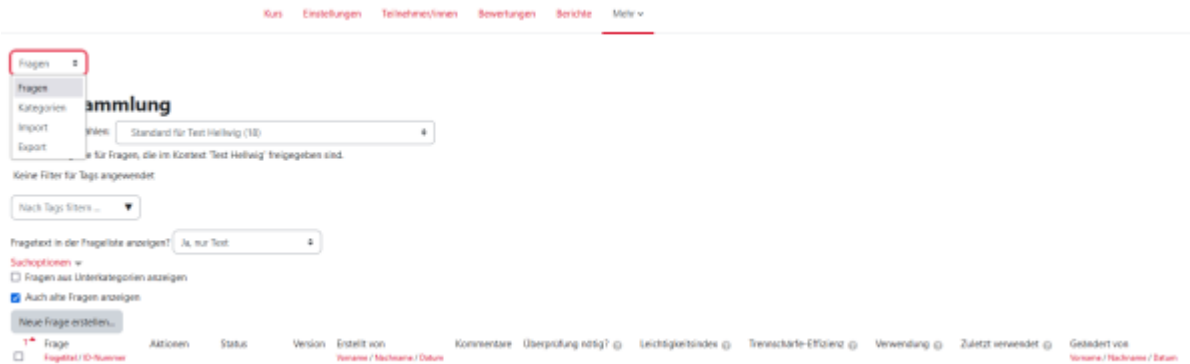 Kurs Einstellungen Teilnehmer/innen Bewertungen Berichte Mehr
Fragen
Fragen
Kategorien
Import
Export
ammlung
ählen: Standard für Test Hellwig (18)
e für Fragen, die im Kontext 'Test Hellwig' freigegeben sind.
Keine Filter für Tags angewendet
Nach Tags filtern ...
Fragetext in der Frageliste anzeigen? Ja, nur Text
Suchoptionen
Fragen aus Unterkategorien anzeigen
Auch alte Fragen anzeigen
Neue Frage erstellen...
T Frage Aktionen Status Version Erstellt von Kommentare Überprüfung nötig? Leichtigkeitsindex Trennschärfe-Effizienz Verwendung Zuletzt verwendet Geändert von
Fragetitel / ID-Nummer Vorname / Nachname / Datum Vorname / Nachname / Datum